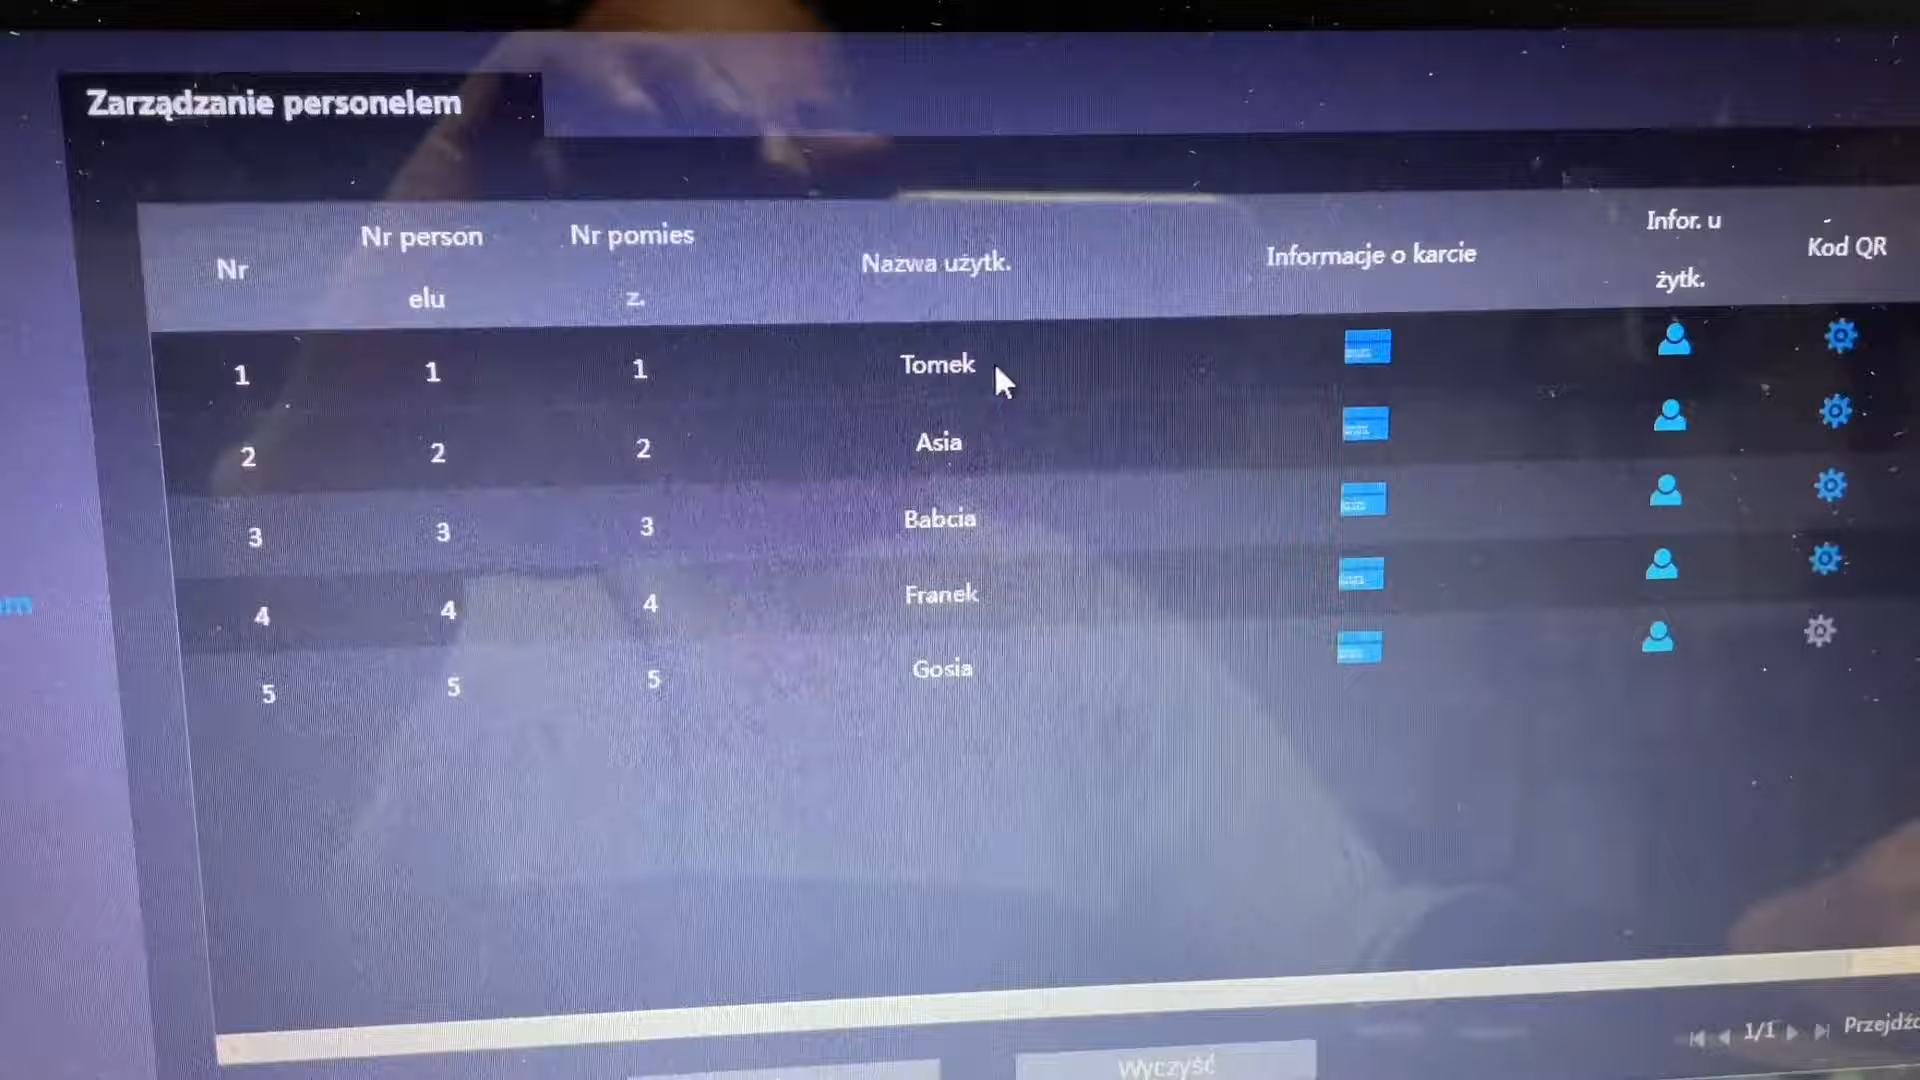 Zarządzanie personelem
Nr
Nr person
elu
Nr pomies
z.
Nazwa użytk.
Informacje o karcie
Infor. u
żytk.
Kod QR
1 1 1 Tomek
2 2 2 Asia
3 3 3 Babcia
4 4 4 Franek
5 5 5 Gosia
1/1 Przejdź
Wyczyść